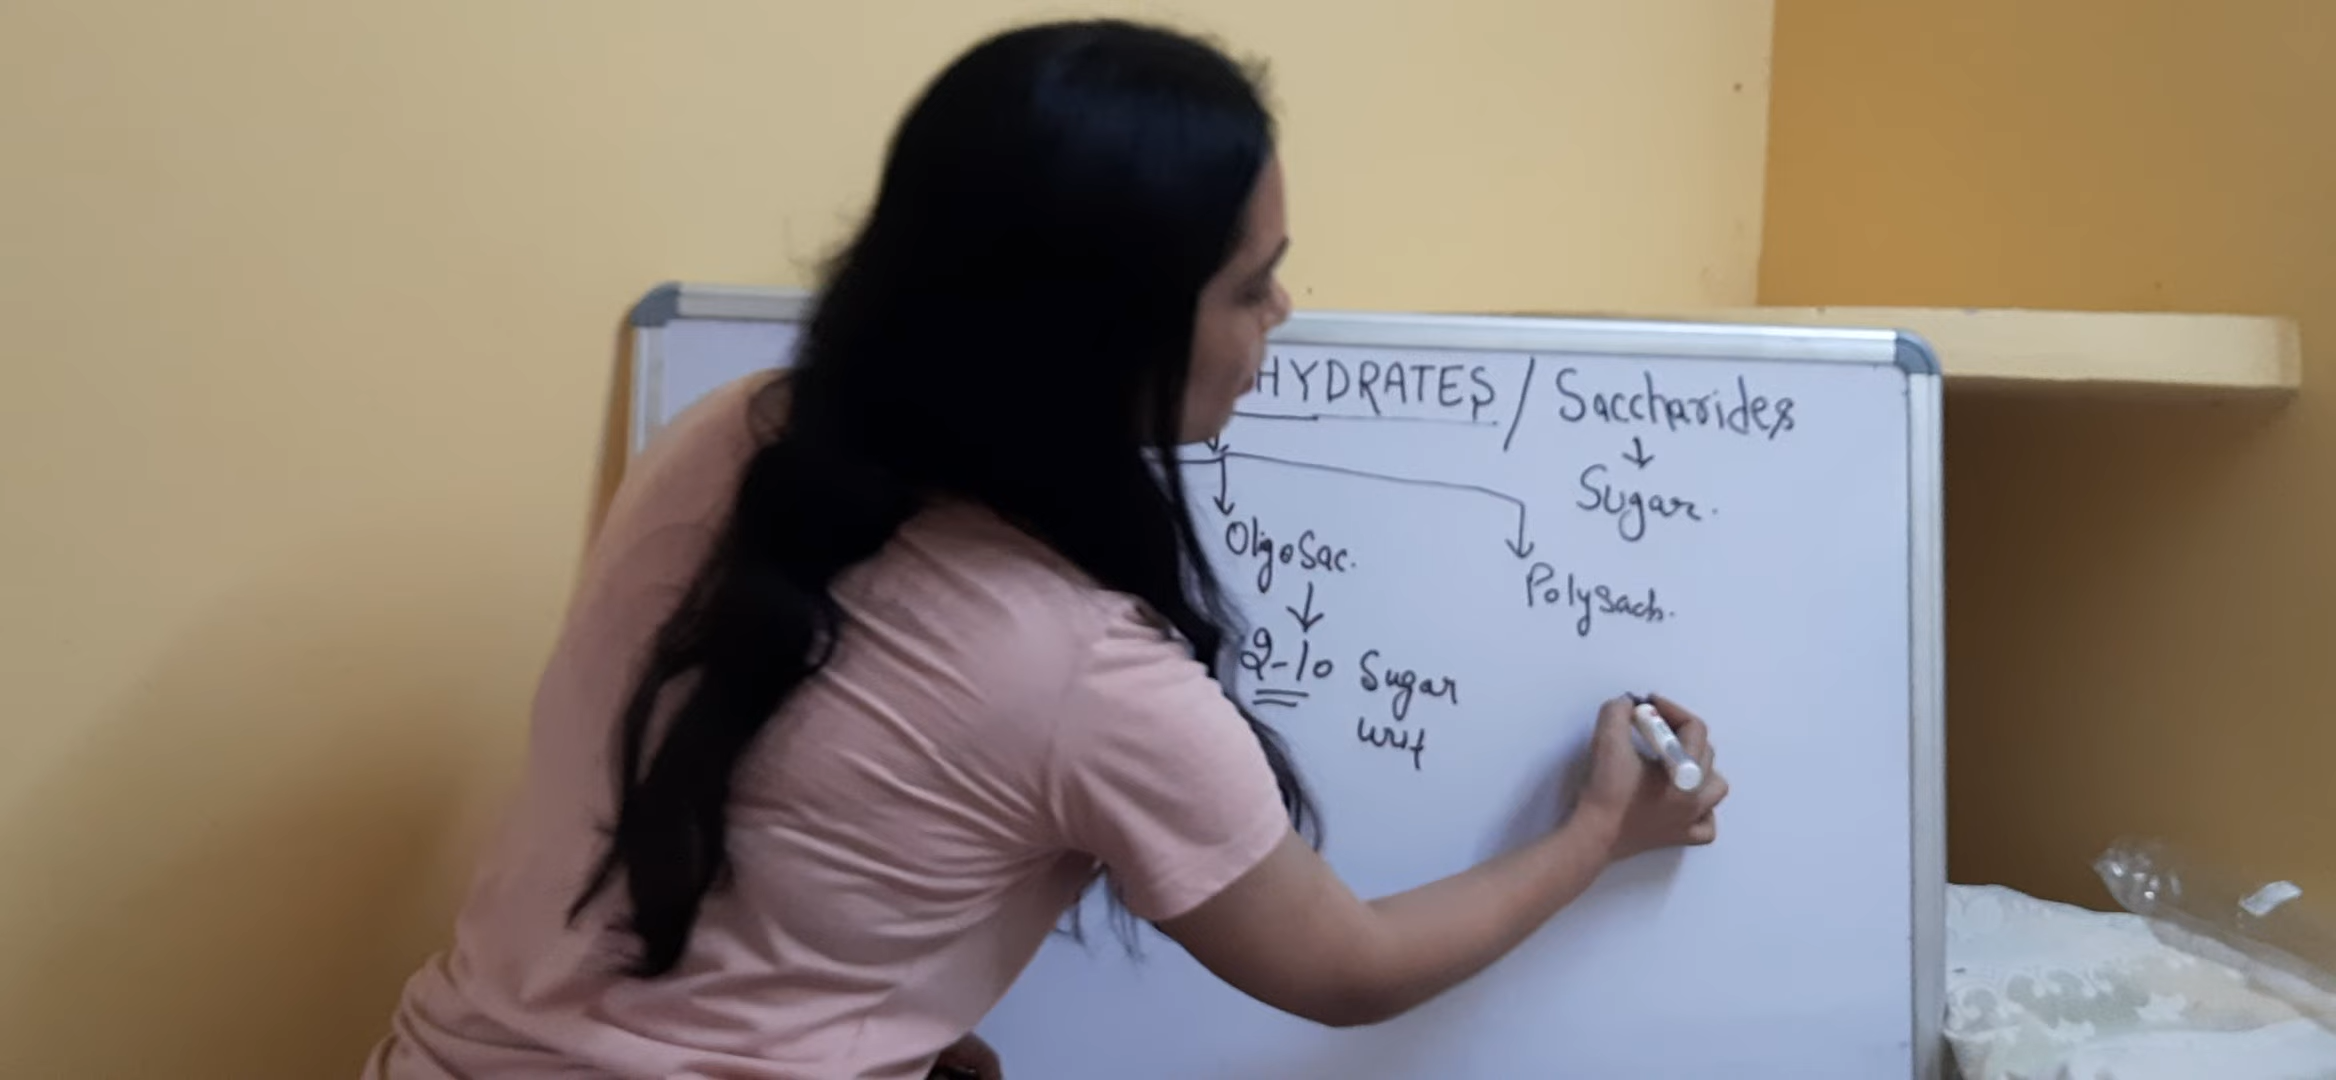 HYDRATES / Saccharides
Sugar.
OligoSac.
Polysach.
2-10 Sugar
unit